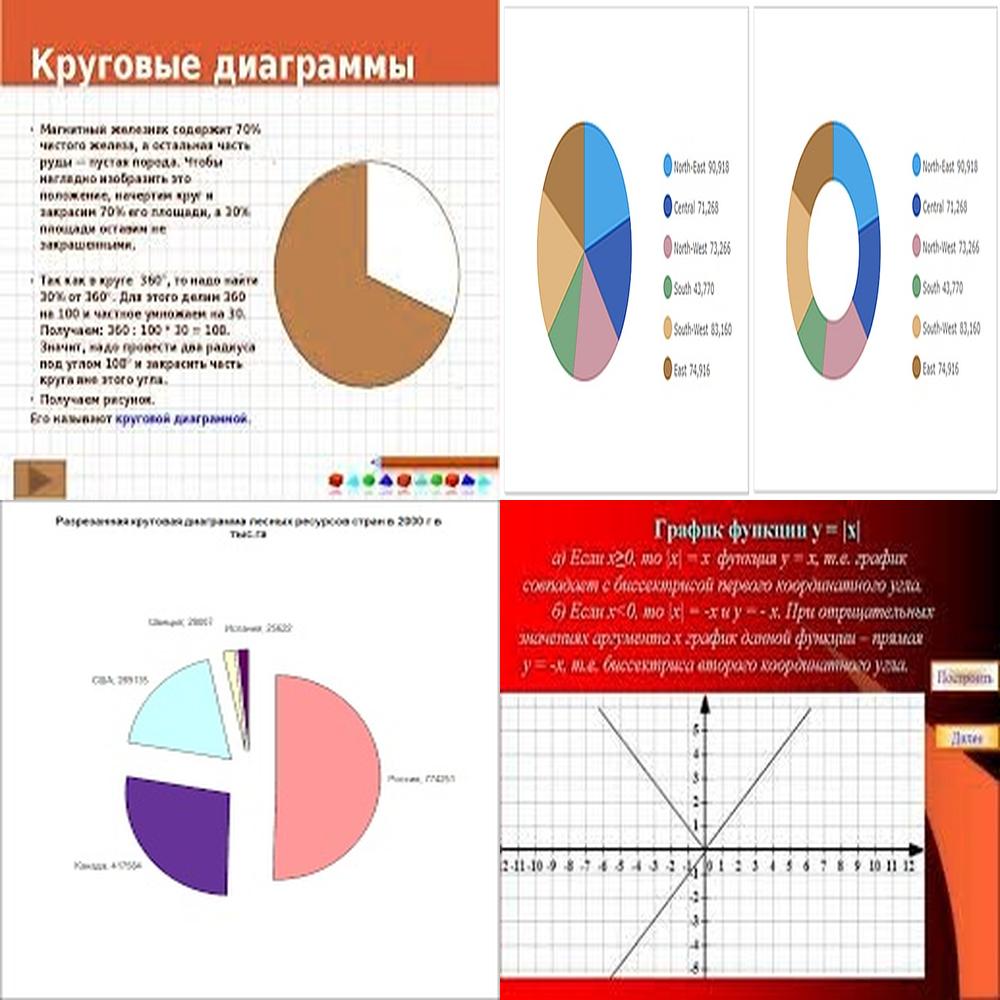 Круговые диаграммы
Магнитный железняк содержит 70%
чистого железа, а остальная часть
руды — пустая порода. Чтобы
наглядно изобразить это
положение, начертим круг и
закрасим 70% его площади, а 30%
площади оставим не
закрашенными.
Так как в круге 360°, то надо найти
30% от 360°. Для этого делим 360
на 100 и частное умножаем на 30.
Получаем: 360 : 100 * 30 = 108.
Значит, надо провести два радиуса
под углом 108° и закрасить часть
круга вне этого угла.
Получаем рисунок.
Его называют круговой диаграммой.
North-East 90,918
Central 71,268
North-West 73,266
South 43,770
South-West 83,160
East 74,916
North-East 90,918
Central 71,268
North-West 73,266
South 43,770
South-West 83,160
East 74,916
Разрезанная круговая диаграмма лесных ресурсов стран в 2000 г в
тыс.га
Швеция;
Испания; 25622
США;
Россия;
Канада;
График функции y = |x|
а) Если x≥0, то |x| = x функция y = x, т.е. график
совпадает с биссектрисой первого координатного угла.
б) Если x<0, то |x| = -x и y = - x. При отрицательных
значениях аргумента x график данной функции – прямая
y = -x, т.е. биссектриса второго координатного угла.
Построить
Далее
5
4
3
2
1
2 -11 -10 -9 -8 -7 -6 -5 -4 -3 -2 -1 0 1 2 3 4 5 6 7 8 9 10 11 12
-1
-2
-3
-4
-5